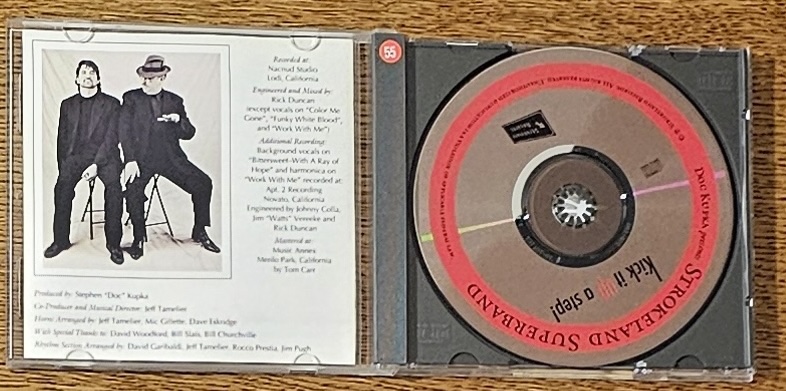 Recorded at:
Nacnud Studio
Lodi, California
Engineered and Mixed by:
Rick Duncan
(except vocals on "Color Me
Gone", "Funky White Blood",
and "Work With Me")
Additional Recording:
Background vocals on
"Bittersweet–With A Ray of
Hope" and harmonica on
"Work With Me" recorded at:
Apt. 2 Recording
Novato, California
Engineered by Johnny Colla,
Jim "Watts" Vereeke and
Rick Duncan
Mastered at:
Music Annex
Menlo Park, California
by Tom Carr
Produced by: Stephen "Doc" Kupka
Co-Producer and Musical Director: Jeff Tamelier
Horns Arranged by: Jeff Tamelier, Mic Gillette, Dave Eskridge
With Special Thanks to: David Woodford, Bill Slais, Bill Churchville
Rhythm Section Arranged by: David Garibaldi, Jeff Tamelier, Rocco Prestia, Jim Pugh
55
DOC KUPKA
STROKELAND SUPERBAND
kick it up a step!